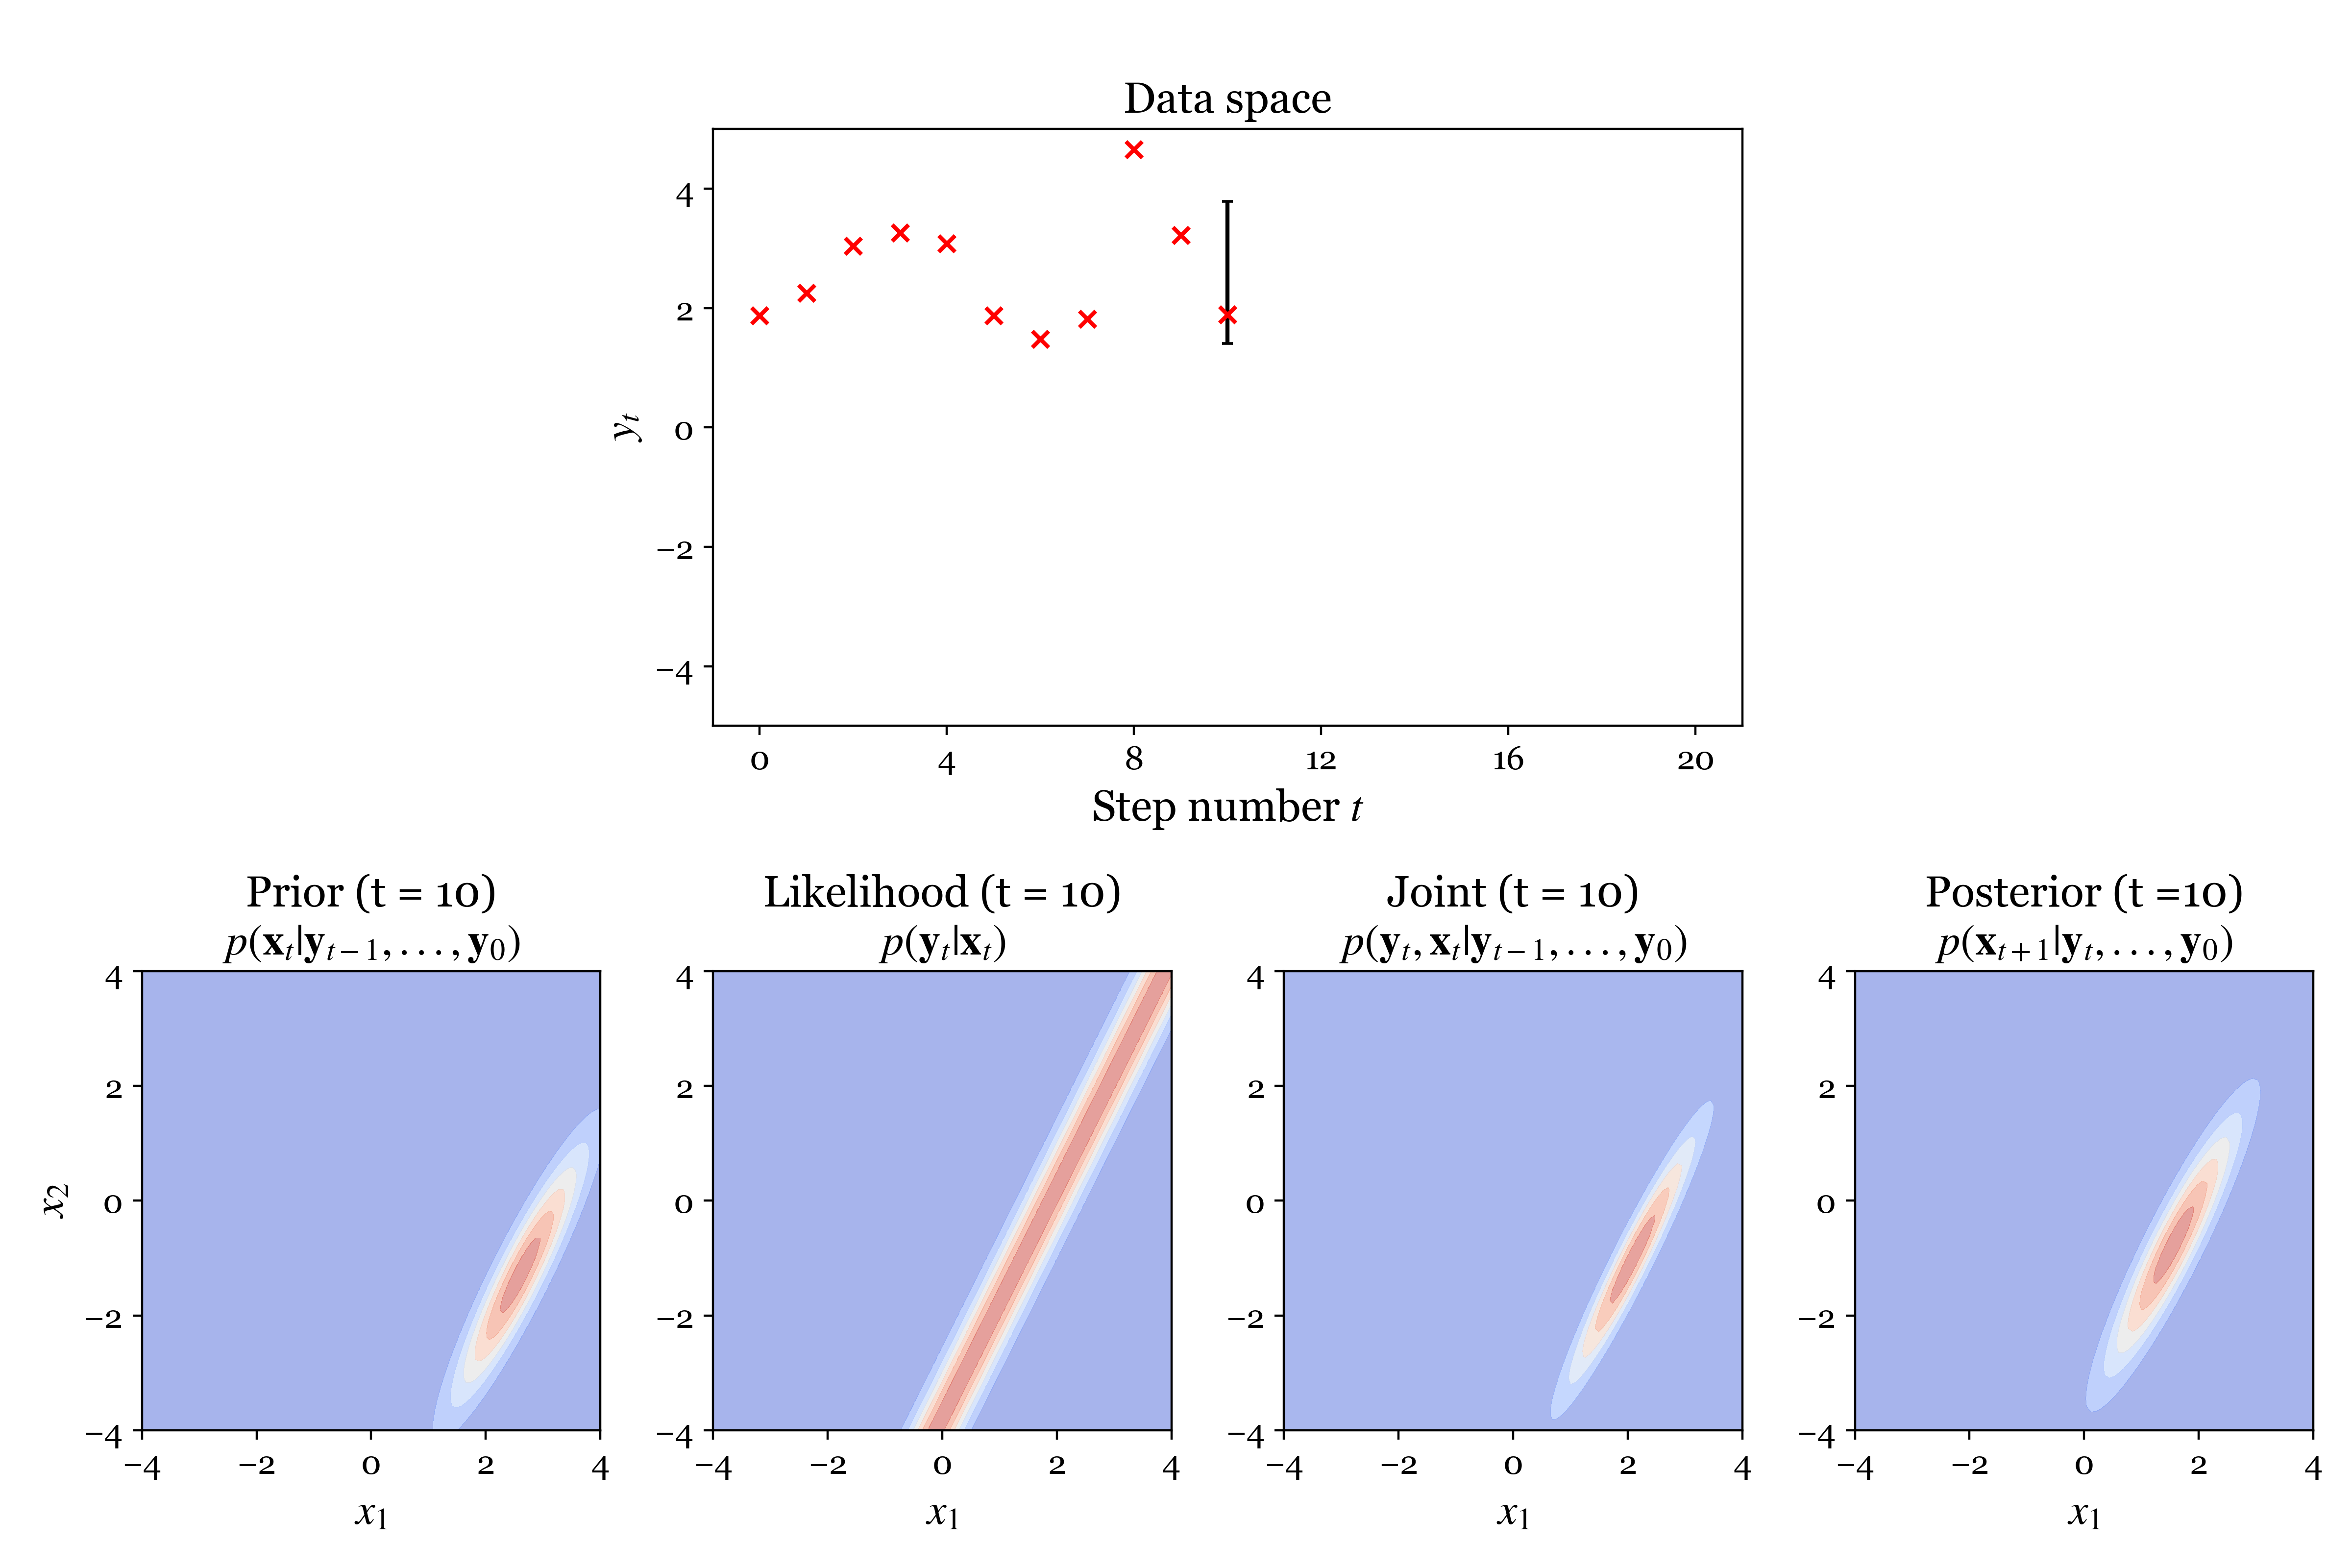 Data space
4
2
0
−2
−4
y_t
0 4 8 12 16 20
Step number t
Prior (t = 10)
p(x_t|y_{t−1}, . . . , y_0)
4
2
0
−2
−4
x_2
−4 −2 0 2 4
x_1
Likelihood (t = 10)
p(y_t|x_t)
4
2
0
−2
−4
−4 −2 0 2 4
x_1
Joint (t = 10)
p(y_t, x_t|y_{t−1}, . . . , y_0)
4
2
0
−2
−4
−4 −2 0 2 4
x_1
Posterior (t =10)
p(x_{t+1}|y_t, . . . , y_0)
4
2
0
−2
−4
−4 −2 0 2 4
x_1